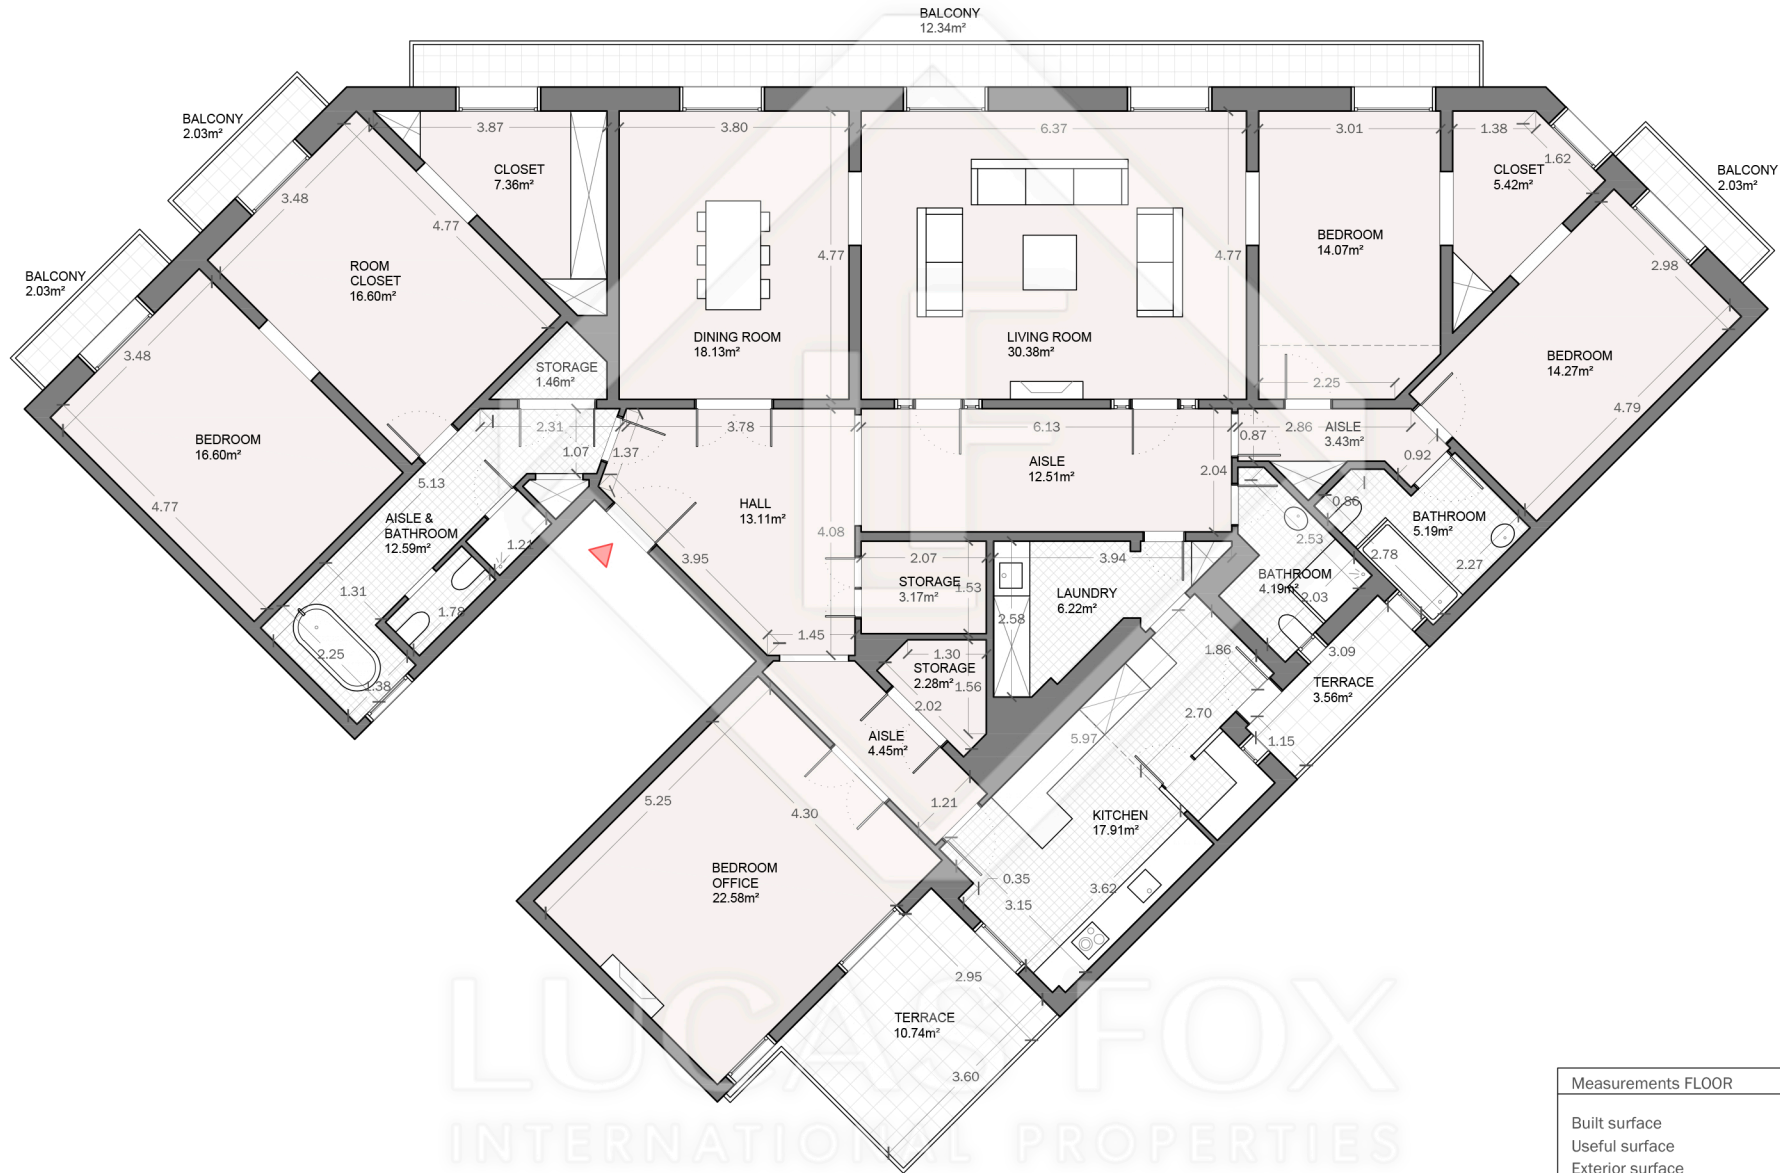 BALCONY
12.34m²
BALCONY
2.03m²
BALCONY
2.03m²
BALCONY
2.03m²
3.87
CLOSET
7.36m²
3.80
6.37
3.01
1.38
1.62
CLOSET
5.42m²
3.48
4.77
ROOM
CLOSET
16.60m²
4.77
DINING ROOM
18.13m²
4.77
LIVING ROOM
30.38m²
BEDROOM
14.07m²
2.98
BEDROOM
14.27m²
4.79
3.48
BEDROOM
16.60m²
4.77
STORAGE
1.46m²
2.31
1.07
1.37
3.78
6.13
2.25
0.87
2.86
AISLE
3.43m²
0.92
5.13
AISLE &
BATHROOM
12.59m²
1.21
1.31
1.78
2.25
1.38
HALL
13.11m²
4.08
3.95
1.45
AISLE
12.51m²
2.04
2.07
STORAGE
3.17m²
1.53
3.94
LAUNDRY
6.22m²
2.58
0.86
BATHROOM
5.19m²
2.78
2.27
2.53
BATHROOM
4.19m²
2.03
1.30
STORAGE
2.28m²
1.56
2.02
AISLE
4.45m²
1.21
1.86
2.70
5.97
3.09
TERRACE
3.56m²
1.15
KITCHEN
17.91m²
0.35
3.15
3.62
5.25
4.30
BEDROOM
OFFICE
22.58m²
2.95
TERRACE
10.74m²
3.60
LUCAS FOX
INTERNATIONAL PROPERTIES
Measurements FLOOR
Built surface
Useful surface
Exterior surface